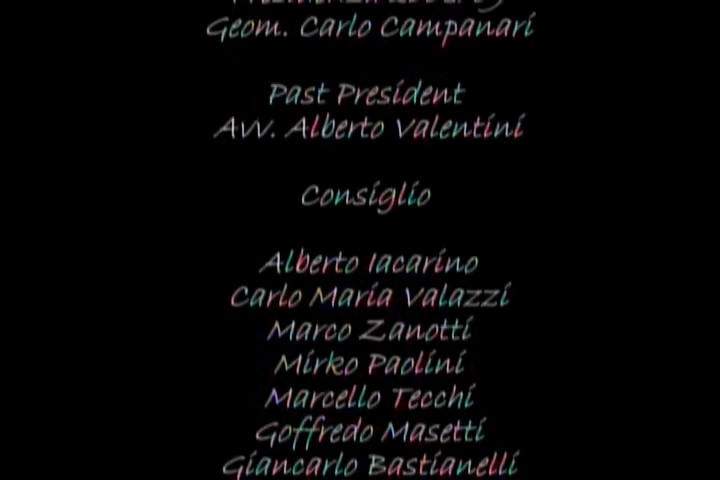 Geom. Carlo Campanari
Past President
Avv. Alberto Valentini
Consiglio
Alberto Iacarino
Carlo Maria Valazzi
Marco Zanotti
Mirko Paolini
Marcello Tecchi
Goffredo Masetti
Giancarlo Bastianelli